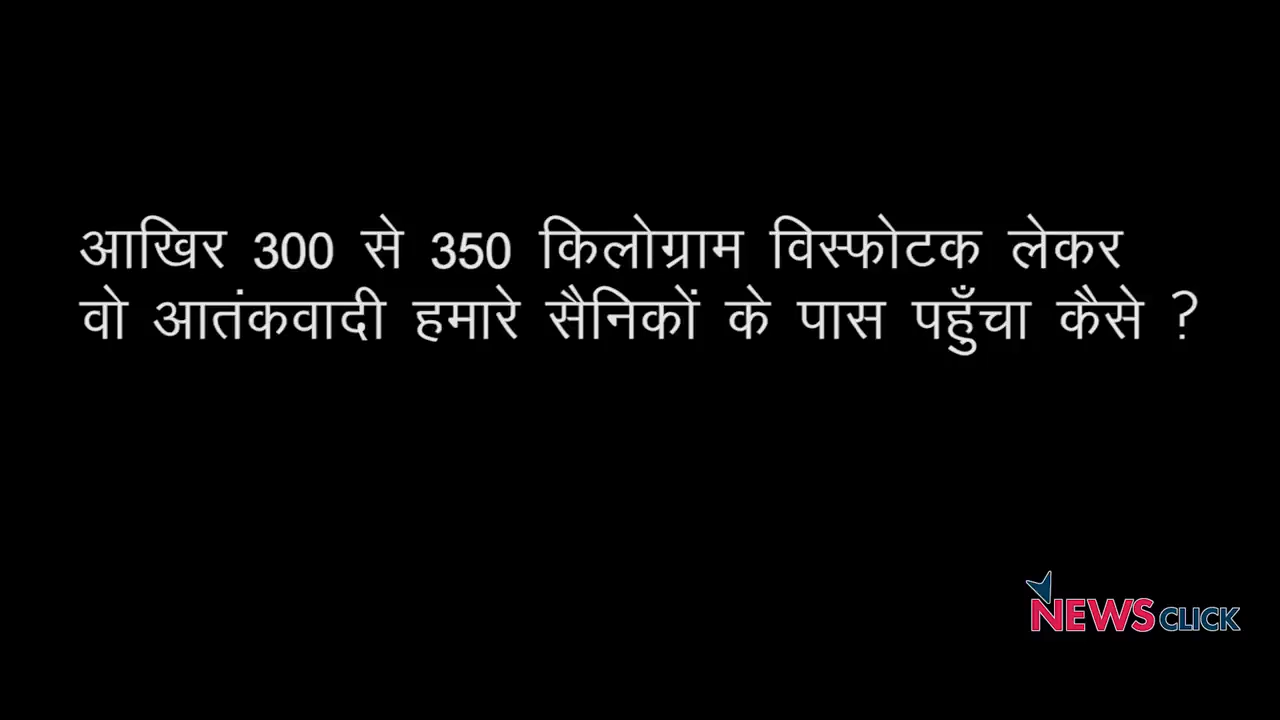 आखिर 300 से 350 किलोग्राम विस्फोटक लेकर
वो आतंकवादी हमारे सैनिकों के पास पहुँचा कैसे ?
NEWSCLICK